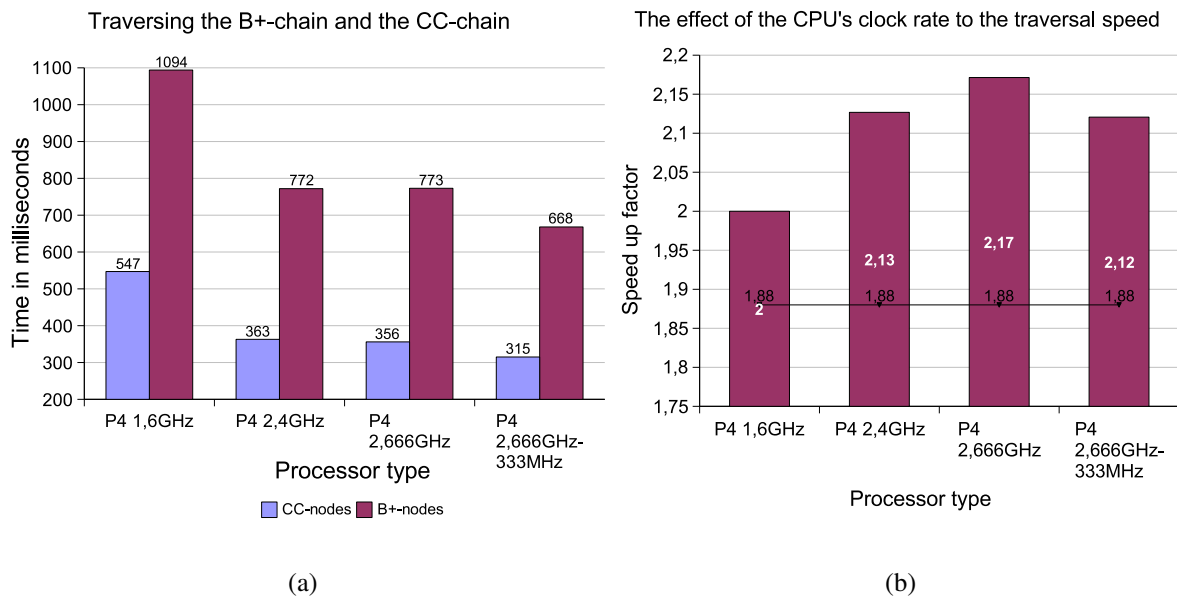 Traversing the B+-chain and the CC-chain
1100
1000
900
800
700
600
500
400
300
200
Time in milliseconds
1094
547
772
363
773
356
668
315
P4 1,6GHz
P4 2,4GHz
P4
2,666GHz
P4
2,666GHz-
333MHz
Processor type
CC-nodes
B+-nodes
(a)
The effect of the CPU's clock rate to the traversal speed
2,2
2,15
2,1
2,05
2
1,95
1,9
1,85
1,8
1,75
Speed up factor
2
2,13
2,17
2,12
1,88
1,88
1,88
1,88
P4 1,6GHz
P4 2,4GHz
P4
2,666GHz
P4
2,666GHz-
333MHz
Processor type
(b)